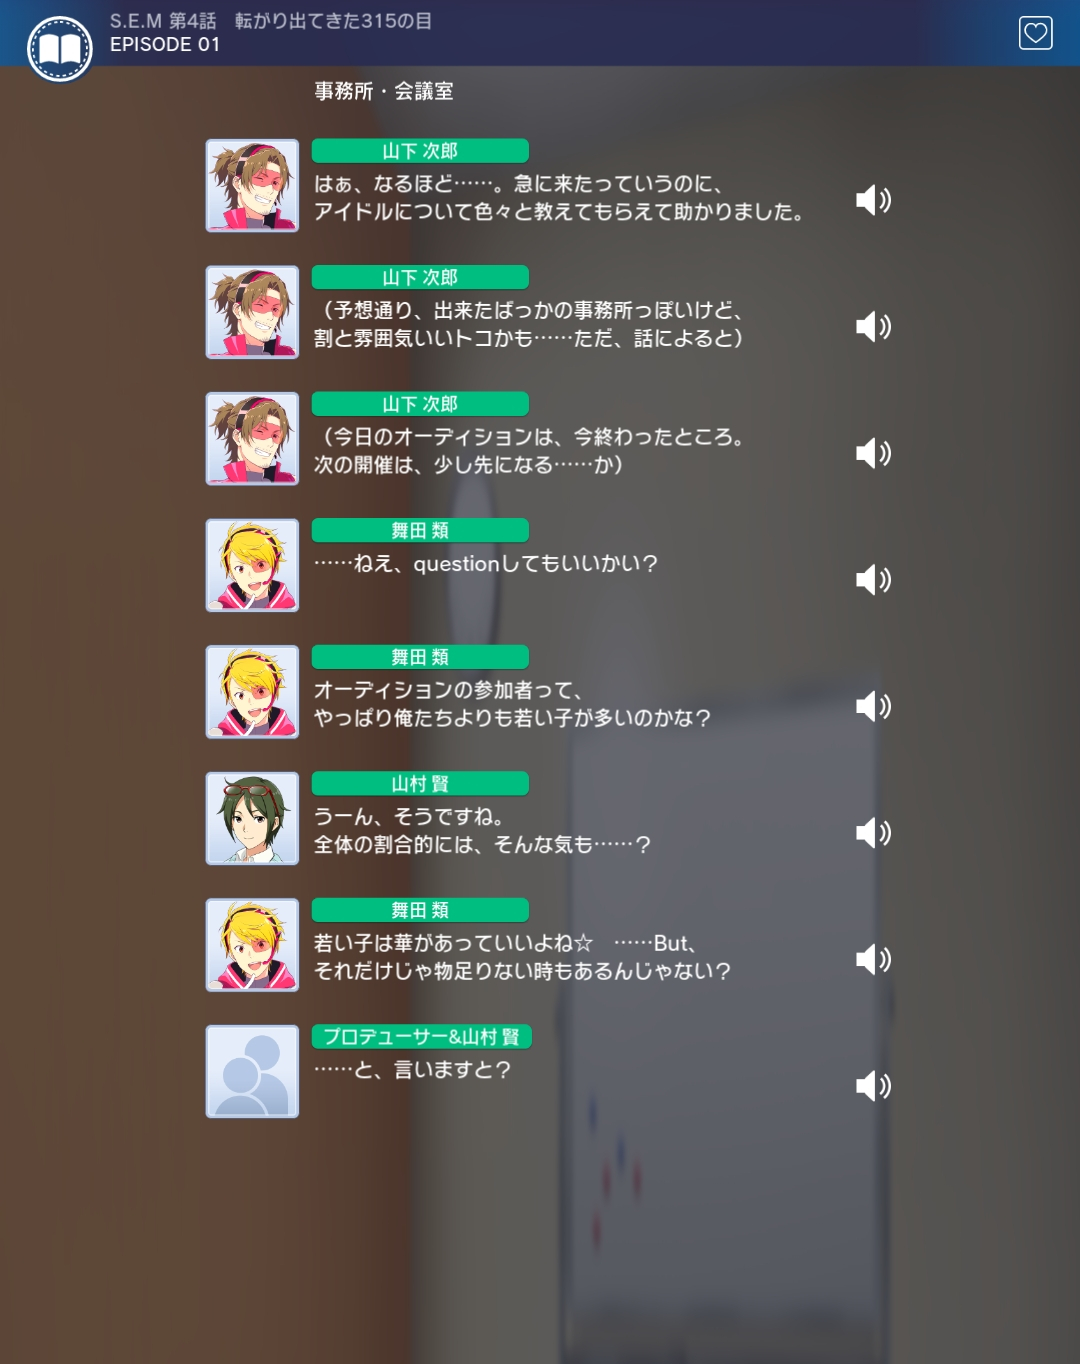 S.E.M 第4話　転がり出てきた315の目
EPISODE 01
事務所・会議室
山下 次郎
はぁ、なるほど……。急に来たっていうのに、
アイドルについて色々と教えてもらえて助かりました。
山下 次郎
（予想通り、出来たばっかの事務所っぽいけど、
割と雰囲気いいトコかも……ただ、話によると）
山下 次郎
（今日のオーディションは、今終わったところ。
次の開催は、少し先になる……か）
舞田 類
……ねえ、questionしてもいいかい？
舞田 類
オーディションの参加者って、
やっぱり俺たちよりも若い子が多いのかな？
山村 賢
うーん、そうですね。
全体の割合的には、そんな気も……？
舞田 類
若い子は華があっていいよね☆　……But、
それだけじゃ物足りない時もあるんじゃない？
プロデューサー&山村 賢
……と、言いますと？